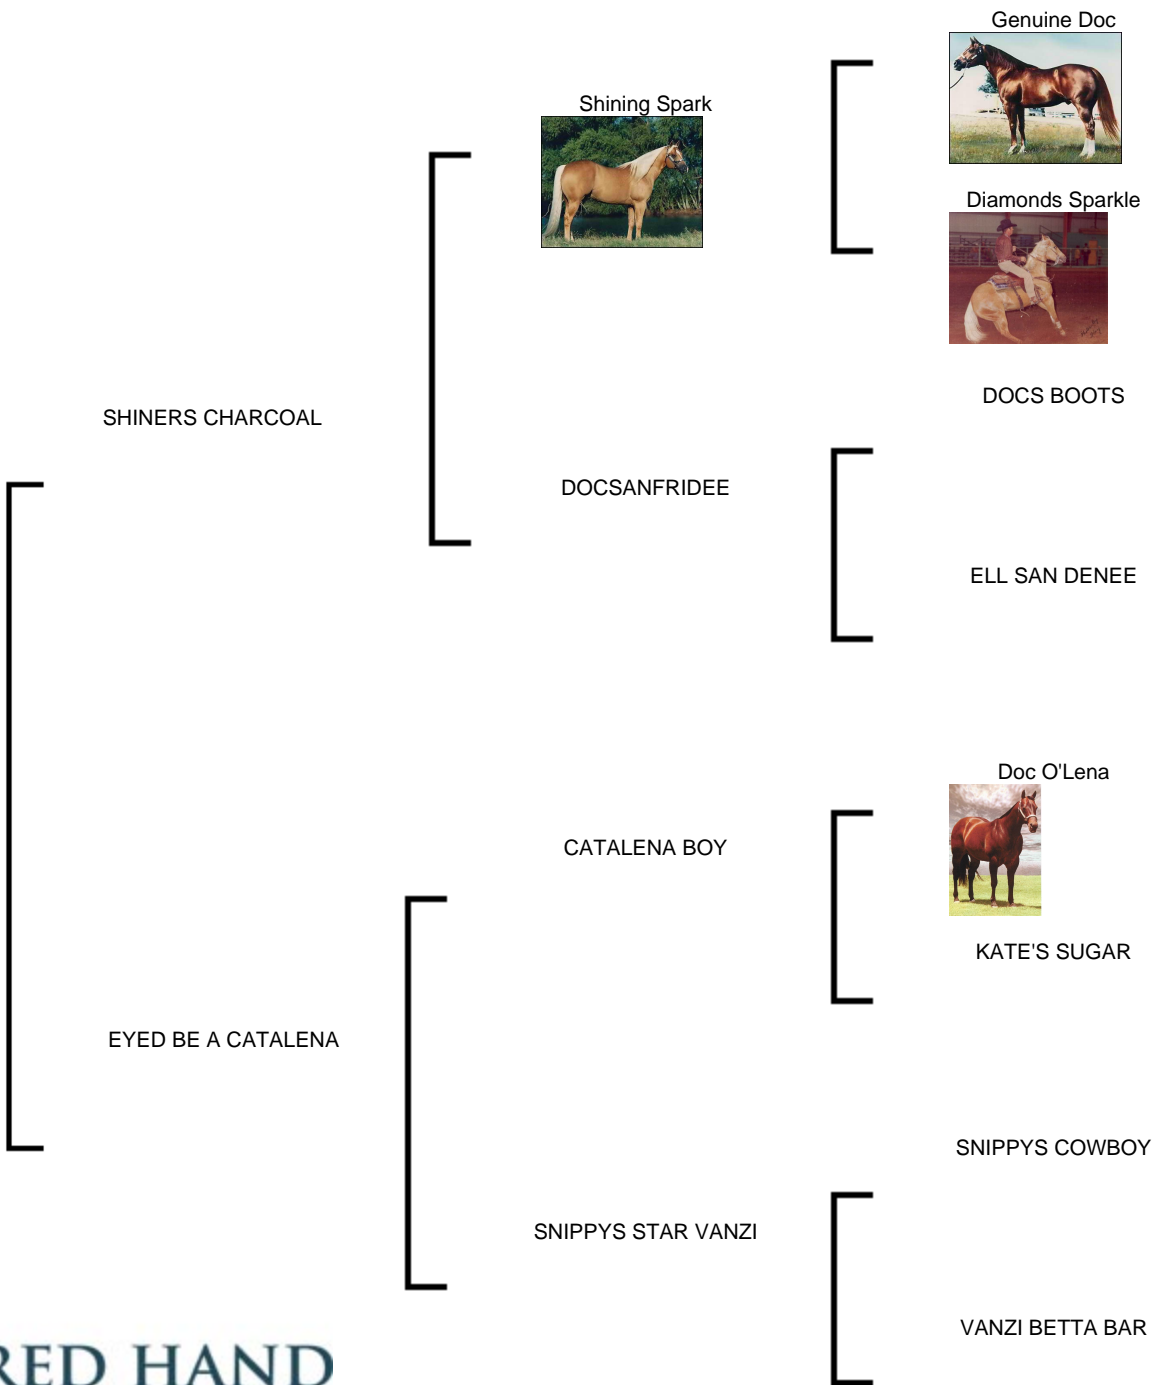 Genuine Doc
Shining Spark
Diamonds Sparkle
DOCS BOOTS
SHINERS CHARCOAL
DOCSANFRIDEE
ELL SAN DENEE
Doc O'Lena
CATALENA BOY
KATE'S SUGAR
EYED BE A CATALENA
SNIPPYS COWBOY
SNIPPYS STAR VANZI
VANZI BETTA BAR
RED HAND